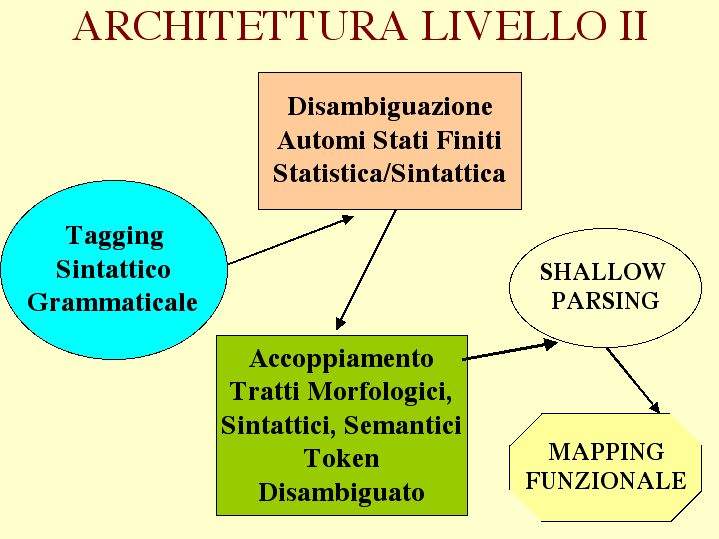 ARCHITETTURA LIVELLO II
Disambiguazione
Automi Stati Finiti
Statistica/Sintattica
Tagging
Sintattico
Grammaticale
SHALLOW
PARSING
Accoppiamento
Tratti Morfologici,
Sintattici, Semantici
Token
Disambiguato
MAPPING
FUNZIONALE